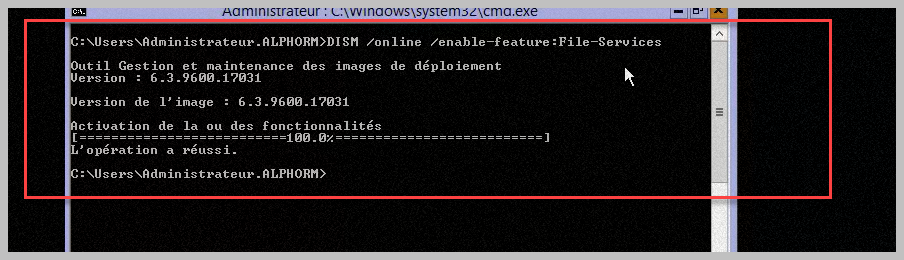 Administrateur : C:\Windows\system32\cmd.exe
C:\Users\Administrateur.ALPHORM>DISM /online /enable-feature:File-Services
Outil Gestion et maintenance des images de déploiement
Version : 6.3.9600.17031
Version de l'image : 6.3.9600.17031
Activation de la ou des fonctionnalités
[==========================100.0%==========================]
L'opération a réussi.
C:\Users\Administrateur.ALPHORM>